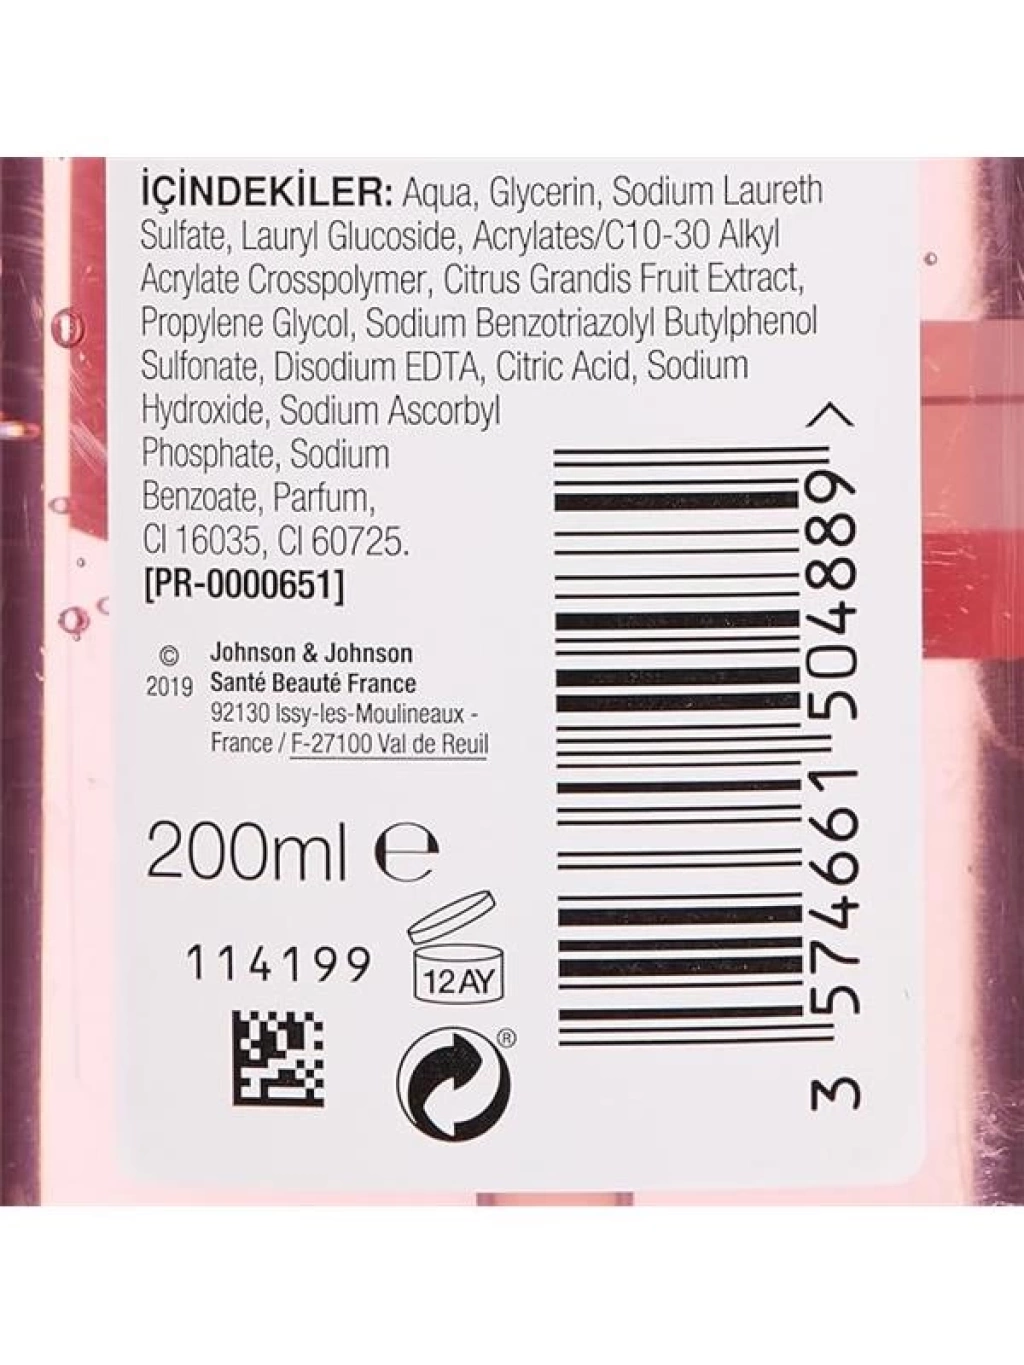 İÇİNDEKİLER: Aqua, Glycerin, Sodium Laureth
Sulfate, Lauryl Glucoside, Acrylates/C10-30 Alkyl
Acrylate Crosspolymer, Citrus Grandis Fruit Extract,
Propylene Glycol, Sodium Benzotriazolyl Butylphenol
Sulfonate, Disodium EDTA, Citric Acid, Sodium
Hydroxide, Sodium Ascorbyl
Phosphate, Sodium
Benzoate, Parfum,
CI 16035, CI 60725.
[PR-0000651]
© Johnson & Johnson
2019 Santé Beauté France
92130 Issy-les-Moulineaux -
France / F-27100 Val de Reuil
200ml ℮
114199
12 AY
®
3 574661 504889 >